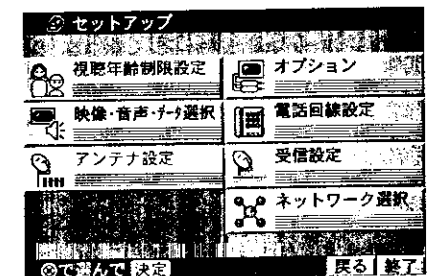 セットアップ
視聴年齢制限設定
オプション
映像・音声・データ選択
電話回線設定
アンテナ設定
受信設定
ネットワーク選択
で選んで 決定
戻る 終了